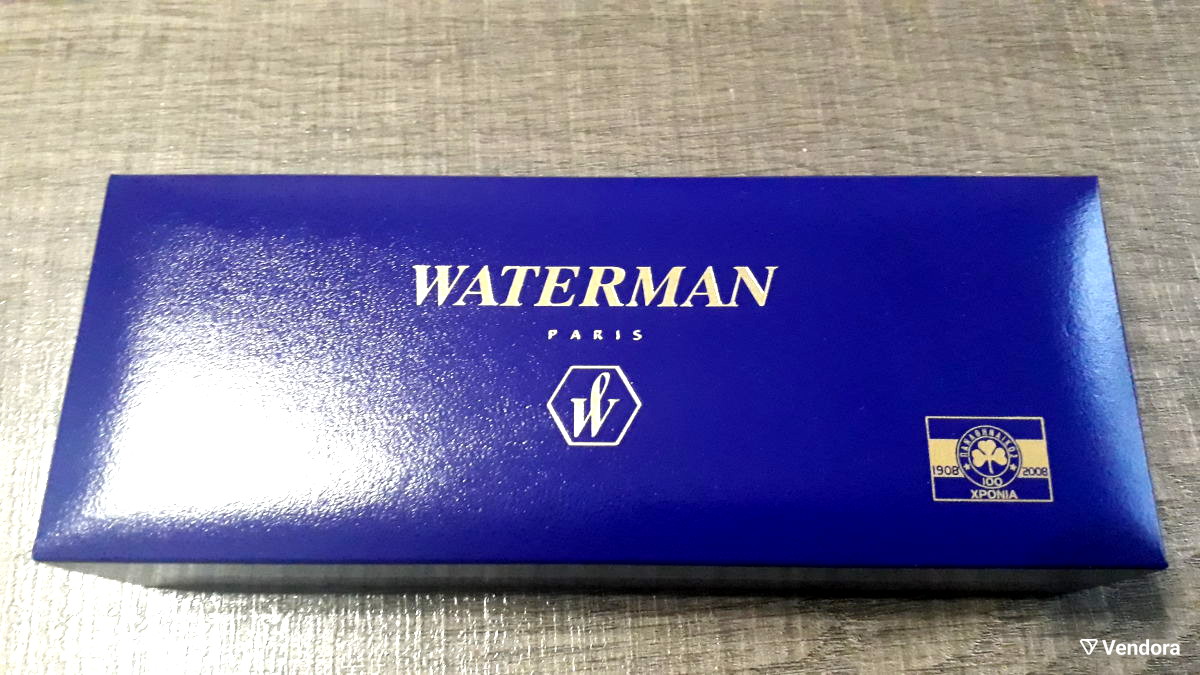 WATERMAN
PARIS
W
ΠΑΝΑΘΗΝΑΙΚΟΣ
1908 2008
100
ΧΡΟΝΙΑ
Vendora